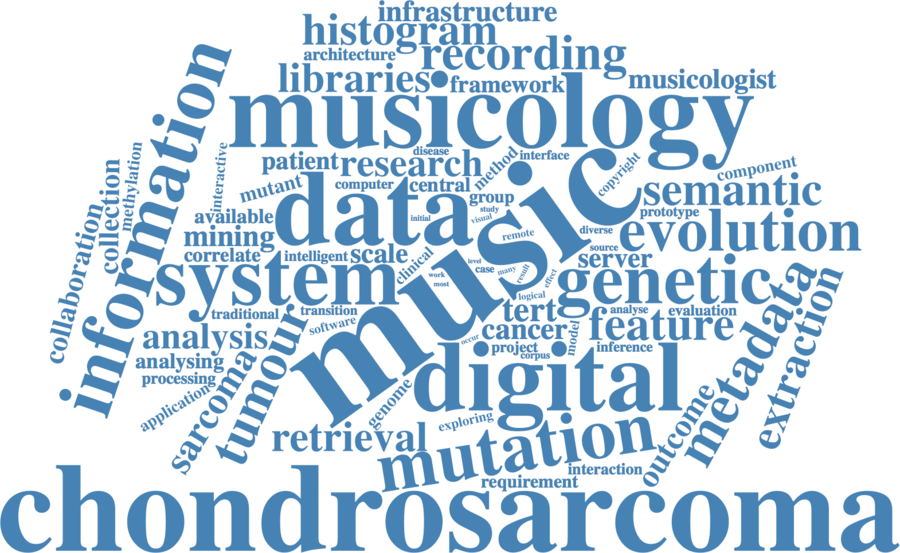 infrastructure
histogram
architecture
recording
libraries
framework
musicologist
musicology
information
disease
interface
patient
research
method
copyright
component
collection
methylation
interactive
mutant
computer
central
group
semantic
data
study
visual
initial
music
prototype
available
remote
diverse
evolution
mining
source
server
correlate
intelligent
scale
clinical
level
case
many
result
effect
work
most
collaboration
system
genetic
logical
traditional
transition
software
tert
analyse
evaluation
cancer
feature
metadata
extraction
analysis
tumour
occur
project
corpus
model
inference
analysing
processing
digital
sarcoma
application
genome
exploring
outcome
retrieval
mutation
interaction
requirement
chondrosarcoma